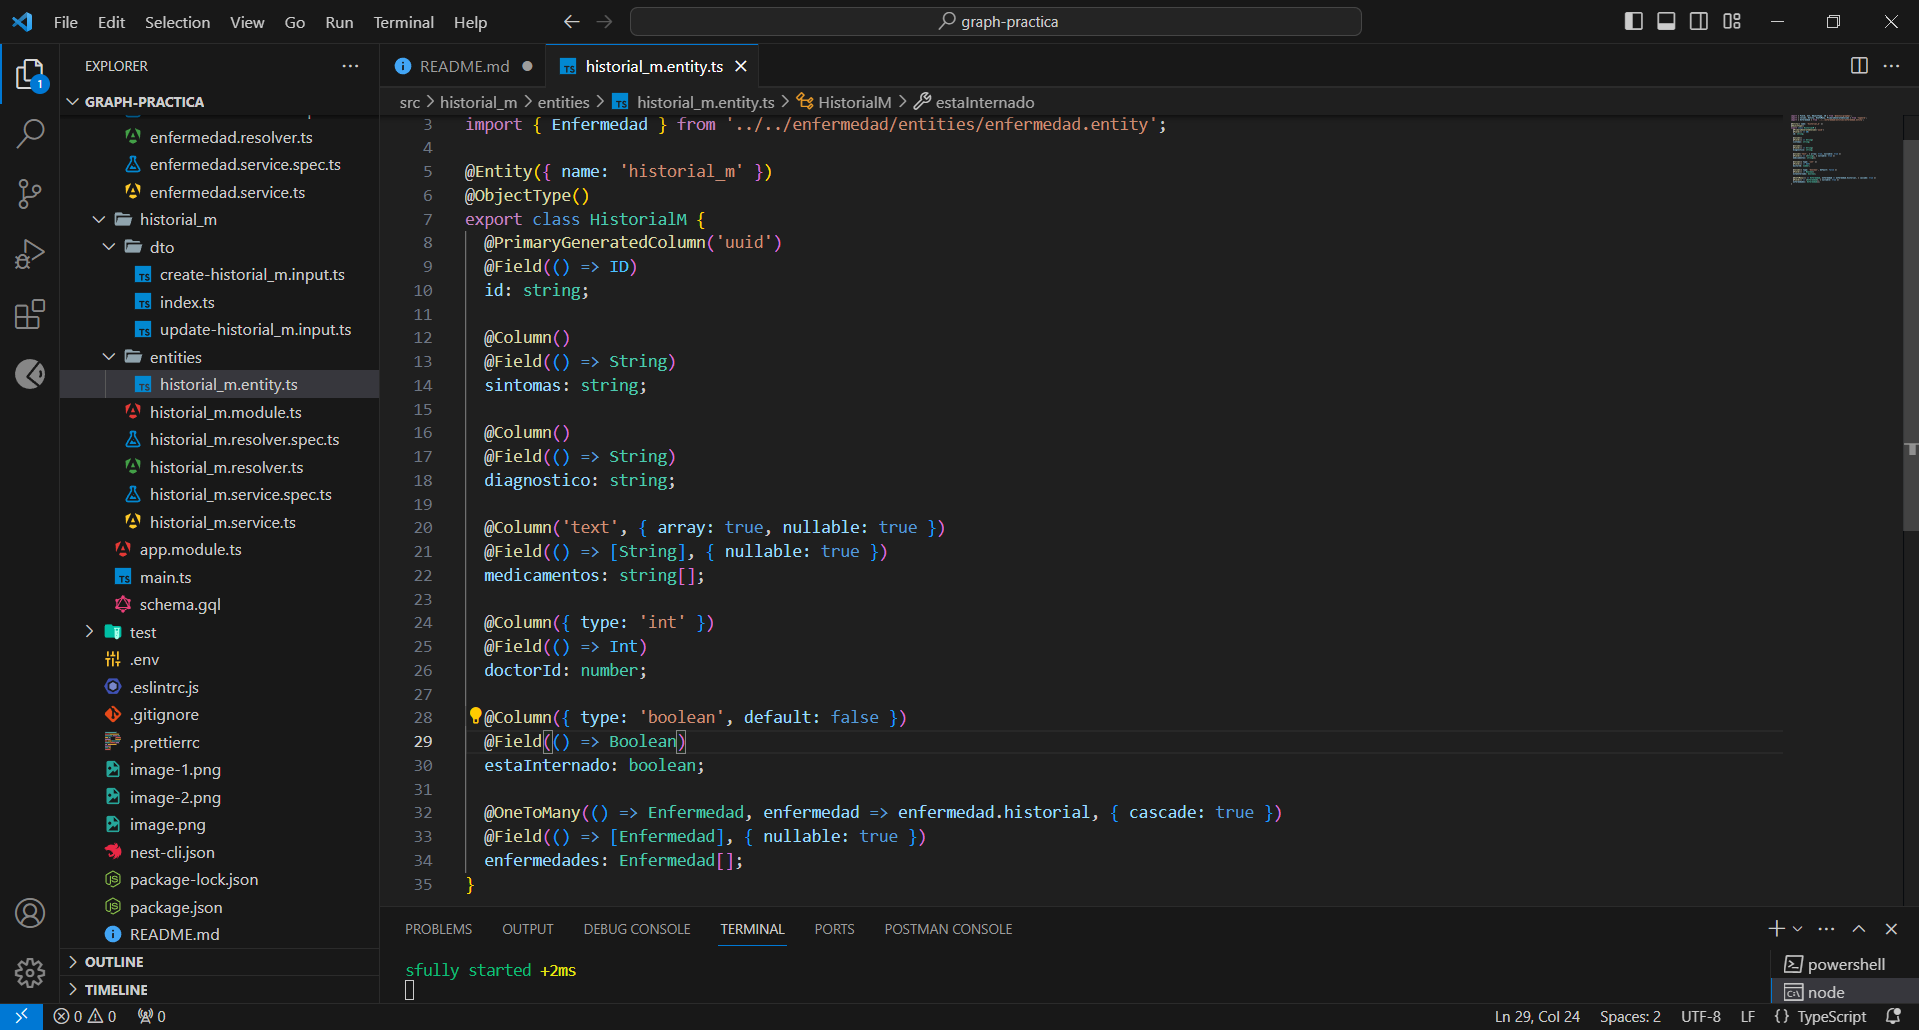 File Edit Selection View Go Run Terminal Help
graph-practica
EXPLORER
GRAPH-PRACTICA
enfermedad.resolver.ts
enfermedad.service.spec.ts
enfermedad.service.ts
historial_m
dto
create-historial_m.input.ts
index.ts
update-historial_m.input.ts
entities
historial_m.entity.ts
historial_m.module.ts
historial_m.resolver.spec.ts
historial_m.resolver.ts
historial_m.service.spec.ts
historial_m.service.ts
app.module.ts
main.ts
schema.gql
test
.env
.eslintrc.js
.gitignore
.prettierrc
image-1.png
image-2.png
image.png
nest-cli.json
package-lock.json
package.json
README.md
OUTLINE
TIMELINE
README.md
historial_m.entity.ts
src > historial_m > entities > historial_m.entity.ts > HistorialM > estaInternado
3 import { Enfermedad } from '../../enfermedad/entities/enfermedad.entity';
4
5 @Entity({ name: 'historial_m' })
6 @ObjectType()
7 export class HistorialM {
8 @PrimaryGeneratedColumn('uuid')
9 @Field(() => ID)
10 id: string;
11
12 @Column()
13 @Field(() => String)
14 sintomas: string;
15
16 @Column()
17 @Field(() => String)
18 diagnostico: string;
19
20 @Column('text', { array: true, nullable: true })
21 @Field(() => [String], { nullable: true })
22 medicamentos: string[];
23
24 @Column({ type: 'int' })
25 @Field(() => Int)
26 doctorId: number;
27
28 @Column({ type: 'boolean', default: false })
29 @Field(() => Boolean)
30 estaInternado: boolean;
31
32 @OneToMany(() => Enfermedad, enfermedad => enfermedad.historial, { cascade: true })
33 @Field(() => [Enfermedad], { nullable: true })
34 enfermedades: Enfermedad[];
35 }
PROBLEMS OUTPUT DEBUG CONSOLE TERMINAL PORTS POSTMAN CONSOLE
sfully started +2ms
powershell
node
1
0 0 0
Ln 29, Col 24 Spaces: 2 UTF-8 LF {} TypeScript